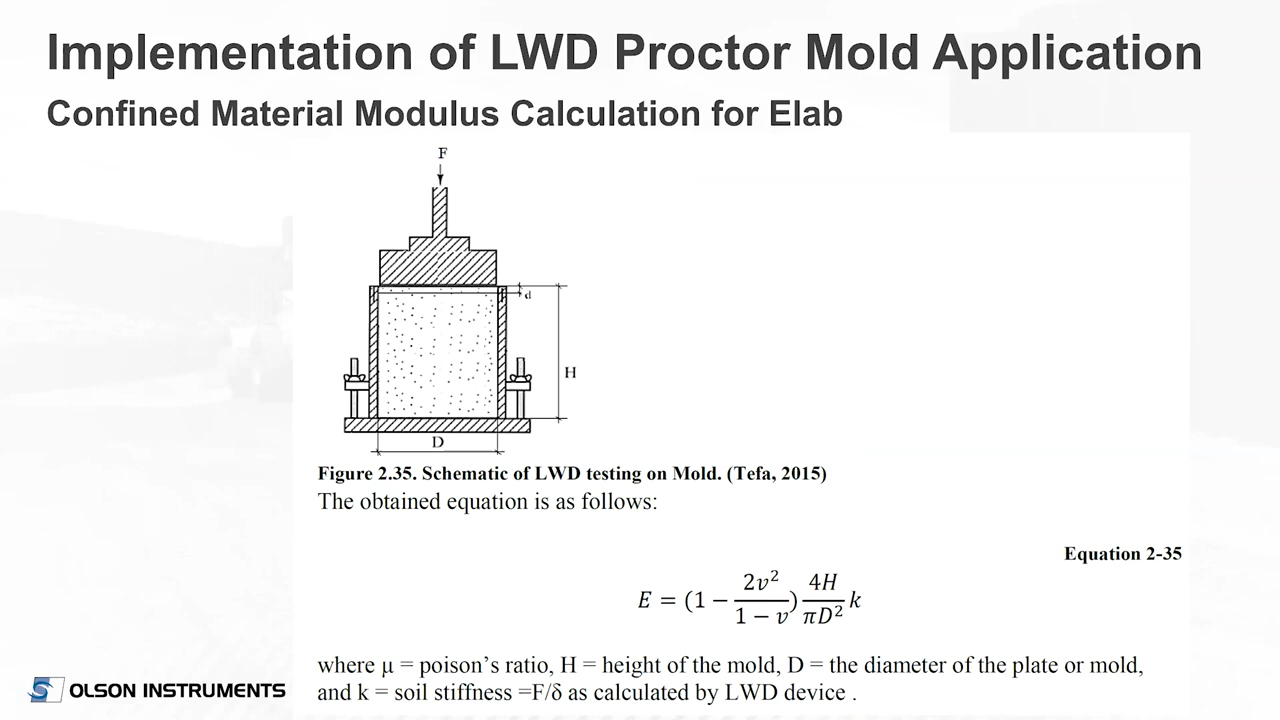 Implementation of LWD Proctor Mold Application
Confined Material Modulus Calculation for Elab
F
d
H
D
Figure 2.35. Schematic of LWD testing on Mold. (Tefa, 2015)
The obtained equation is as follows:
Equation 2-35
E = (1 − 2v²/1 − v) 4H/πD² k
where μ = poison’s ratio, H = height of the mold, D = the diameter of the plate or mold,
and k = soil stiffness =F/δ as calculated by LWD device .
OLSON INSTRUMENTS